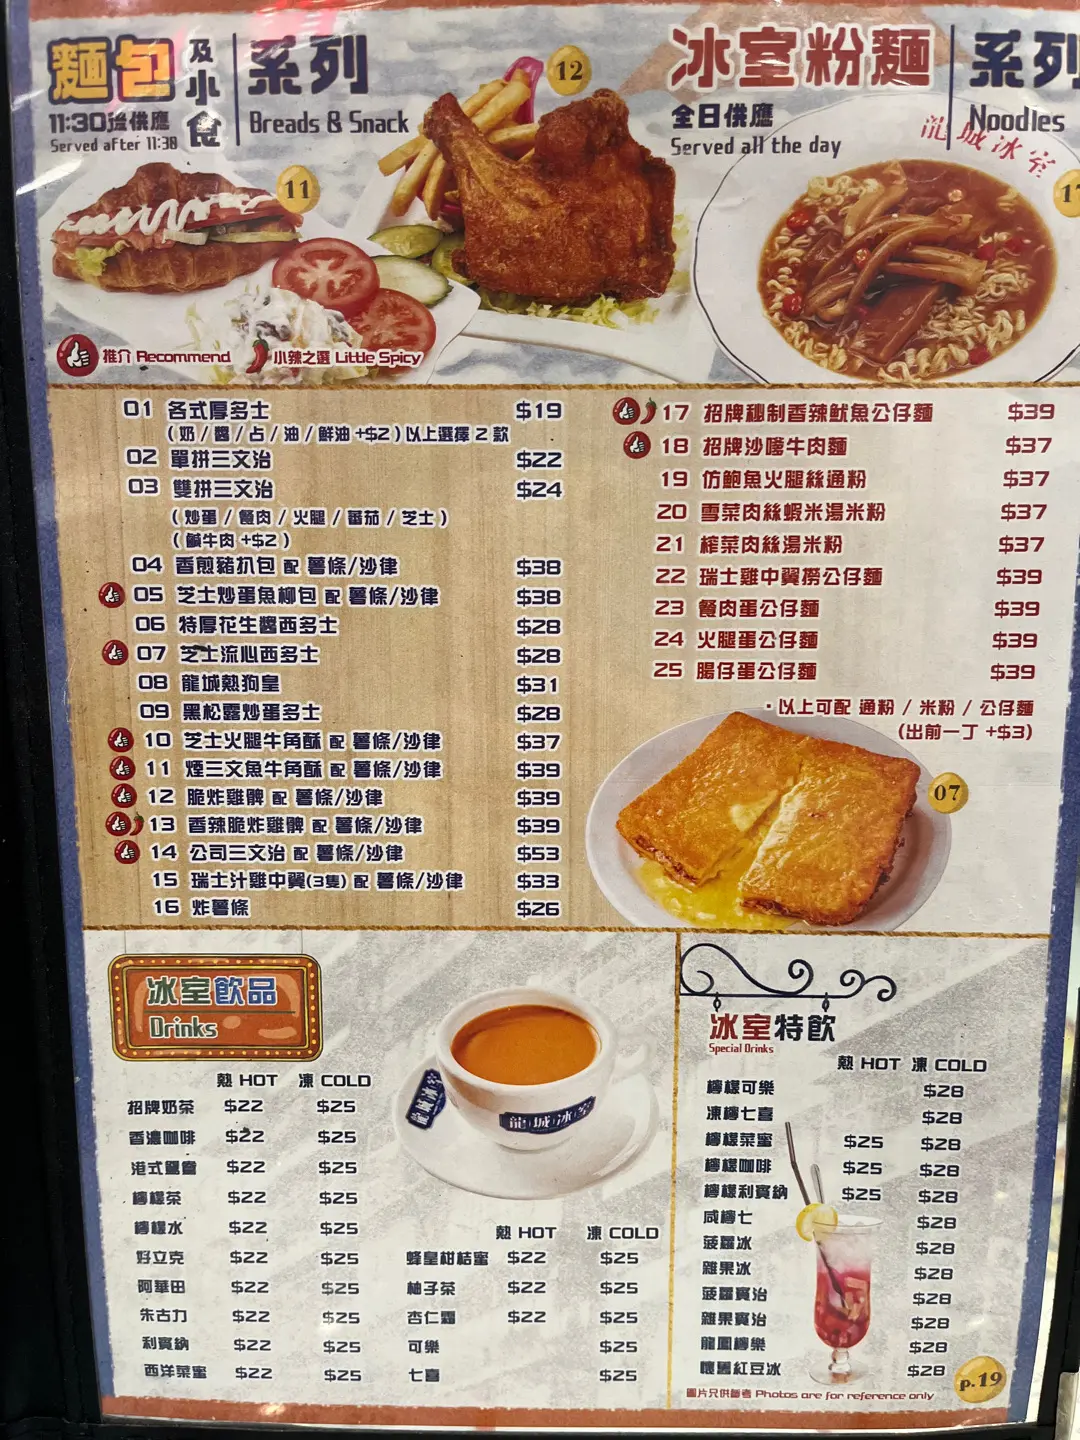 麵包及小食系列
11:30後供應
Served after 11:38
Breads & Snack
12
11
推介 Recommend 小辣之選 Little Spicy
冰室粉麵系列
全日供應
Served all the day
Noodles
龍城冰室
17
01 各式厚多士 $19
(奶/醬/占/油/鮮油+$2)以上選擇2款
02 單拼三文治 $22
03 雙拼三文治 $24
(炒蛋/餐肉/火腿/蕃茄/芝士)
(鹹牛肉+$2)
04 香煎豬扒包 配 薯條/沙律 $38
05 芝士炒蛋魚柳包 配 薯條/沙律 $38
06 特厚花生醬西多士 $28
07 芝士流心西多士 $28
08 龍城熱狗皇 $31
09 黑松露炒蛋多士 $28
10 芝士火腿牛角酥 配 薯條/沙律 $37
11 煙三文魚牛角酥 配 薯條/沙律 $39
12 脆炸雞髀 配 薯條/沙律 $39
13 香辣脆炸雞髀 配 薯條/沙律 $39
14 公司三文治 配 薯條/沙律 $53
15 瑞士汁雞中翼(3隻) 配 薯條/沙律 $33
16 炸薯條 $26
17 招牌秘制香辣魷魚公仔麵 $39
18 招牌沙嗲牛肉麵 $37
19 仿鮑魚火腿絲通粉 $37
20 雪菜肉絲蝦米湯米粉 $37
21 榨菜肉絲湯米粉 $37
22 瑞士雞中翼撈公仔麵 $39
23 餐肉蛋公仔麵 $39
24 火腿蛋公仔麵 $39
25 腸仔蛋公仔麵 $39
·以上可配 通粉 / 米粉 / 公仔麵
(出前一丁 +$3)
07
冰室飲品
Drinks
熱 HOT 凍 COLD
招牌奶茶 $22 $25
香濃咖啡 $22 $25
港式鴛鴦 $22 $25
檸檬茶 $22 $25
檸檬水 $22 $25
好立克 $22 $25
阿華田 $22 $25
朱古力 $22 $25
利賓納 $22 $25
西洋菜蜜 $22 $25
龍城冰室
熱 HOT 凍 COLD
蜂皇柑桔蜜 $22 $25
柚子茶 $22 $25
杏仁霜 $22 $25
可樂 $25
七喜 $25
冰室特飲
Special Drinks
熱 HOT 凍 COLD
檸檬可樂 $28
凍檸七喜 $28
檸檬菜蜜 $25 $28
檸檬咖啡 $25 $28
檸檬利賓納 $25 $28
咸檸七 $28
菠蘿冰 $28
雜果冰 $28
菠蘿賓治 $28
雜果賓治 $28
龍鳳檸樂 $28
懷舊紅豆冰 $28
圖片只供參考 Photos are for reference only
p.19